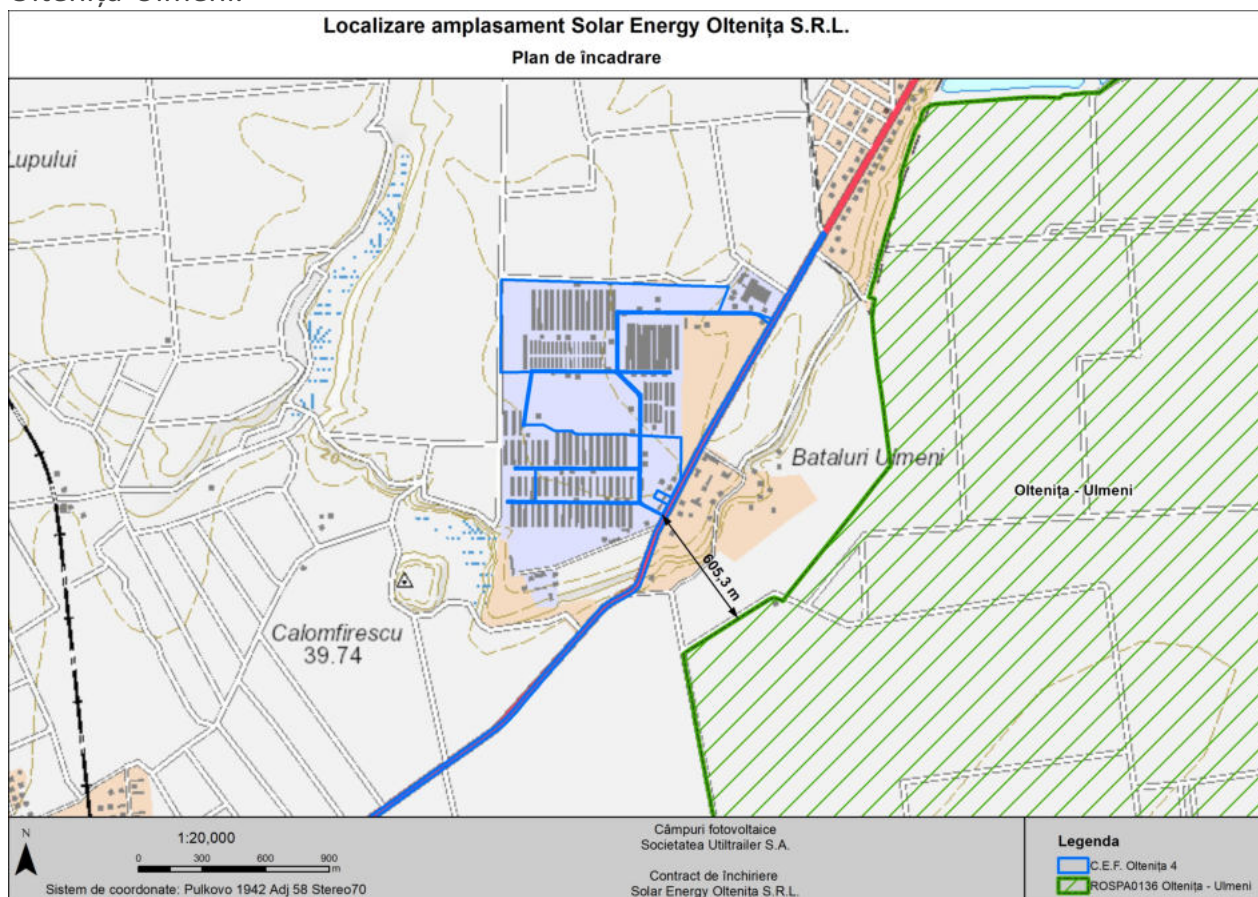 Oltenița-Ulmeni.
Localizare amplasament Solar Energy Oltenița S.R.L.
Plan de încadrare
Lupului
20
Bataluri Ulmeni
Oltenița - Ulmeni
605.3 m
Calomfirescu
39.74
N
1:20,000
0 300 600 900
m
Sistem de coordonate: Pulkovo 1942 Adj 58 Stereo70
Câmpuri fotovoltaice
Societatea Utiltrailer S.A.
Contract de închiriere
Solar Energy Oltenița S.R.L.
Legenda
C.E.F. Oltenița 4
ROSPA0136 Oltenița - Ulmeni